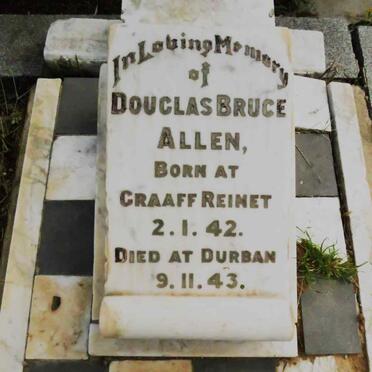 In Loving Memory
of
DOUGLAS BRUCE
ALLEN,
BORN AT
GRAAFF REINET
2.1.42.
DIED AT DURBAN
9.11.43.